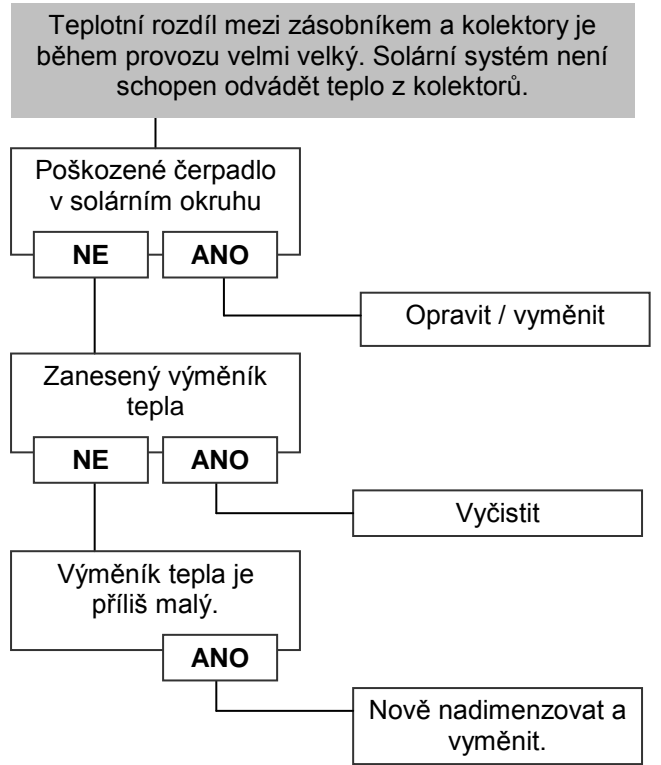 Teplotní rozdíl mezi zásobníkem a kolektory je
během provozu velmi velký. Solární systém není
schopen odvádět teplo z kolektorů.
Poškozené čerpadlo
v solárním okruhu
NE
ANO
Opravit / vyměnit
Zanesený výměník
tepla
NE
ANO
Vyčistit
Výměník tepla je
příliš malý.
ANO
Nově nadimenzovat a
vyměnit.